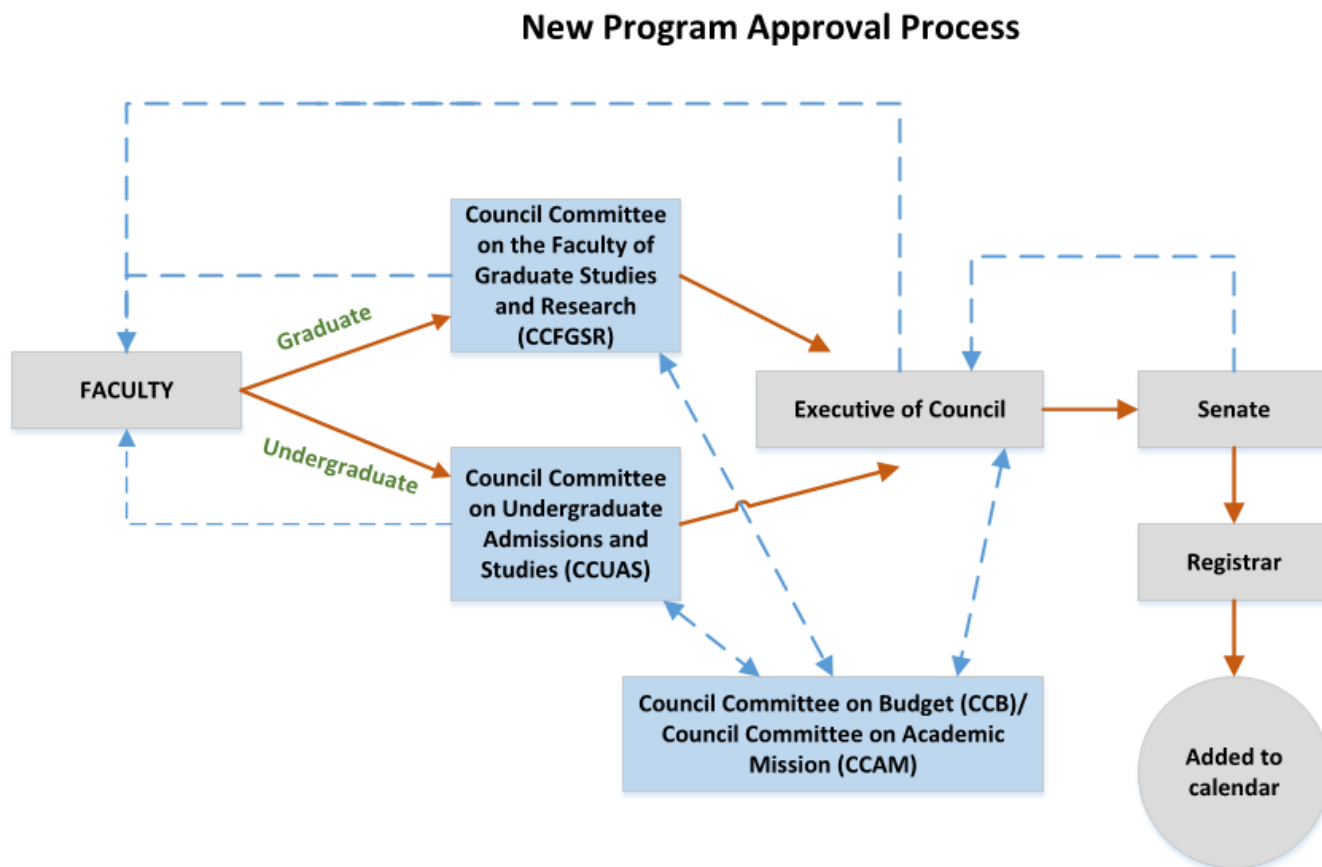 New Program Approval Process
Council Committee
on the Faculty of
Graduate Studies
and Research
(CCFGSR)
Graduate
FACULTY
Executive of Council
Senate
Undergraduate
Council Committee
on Undergraduate
Admissions and
Studies (CCUAS)
Registrar
Council Committee on Budget (CCB)/
Council Committee on Academic
Mission (CCAM)
Added to
calendar